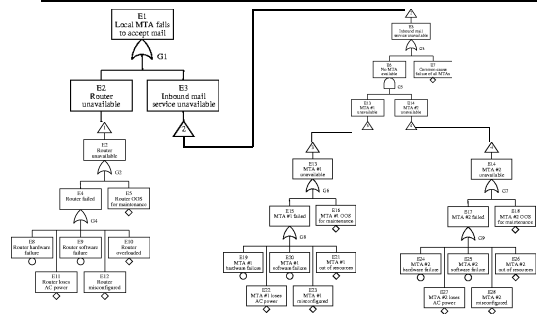 E1
Local MTA fails
to accept mail
G1
E2
Router
unavailable
E3
Inbound mail
service unavailable
1
2
E2
Router
unavailable
G2
E4
Router failed
E5
Router OOS
for maintenance
G4
E8
Router hardware
failure
E9
Router software
failure
E10
Router
overloaded
E11
Router loses
AC power
E12
Router
misconfigured
E3
Inbound mail
service unavailable
G3
E6
No MTA
available
E7
Common-cause
failure of all MTAs
G5
E13
MTA #1
unavailable
E14
MTA #2
unavailable
E13
MTA #1
unavailable
G6
E15
MTA #1 failed
E16
MTA #1 OOS
for maintenance
G8
E19
MTA #1
hardware failure
E20
MTA #1
software failure
E21
MTA #1
out of resources
E22
MTA #1 loses
AC power
E23
MTA #1
misconfigured
E14
MTA #2
unavailable
G7
E17
MTA #2 failed
E18
MTA #2 OOS
for maintenance
G9
E24
MTA #2
hardware failure
E25
MTA #2
software failure
E26
MTA #2
out of resources
E27
MTA #2 loses
AC power
E28
MTA #2
misconfigured